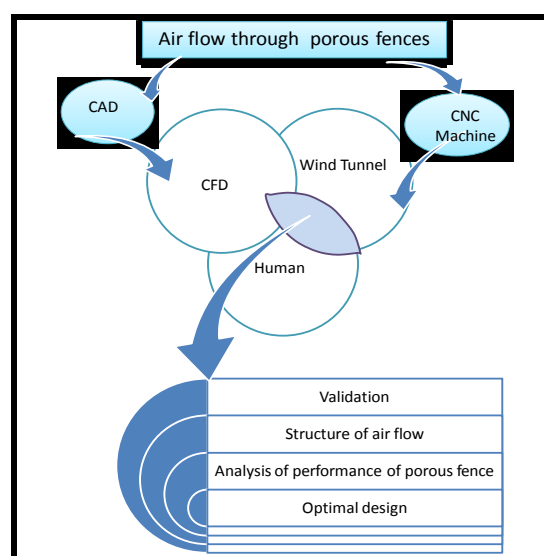 Air flow through porous fences
CAD
CNC
Machine
Wind Tunnel
CFD
Human
Validation
Structure of air flow
Analysis of performance of porous fence
Optimal design